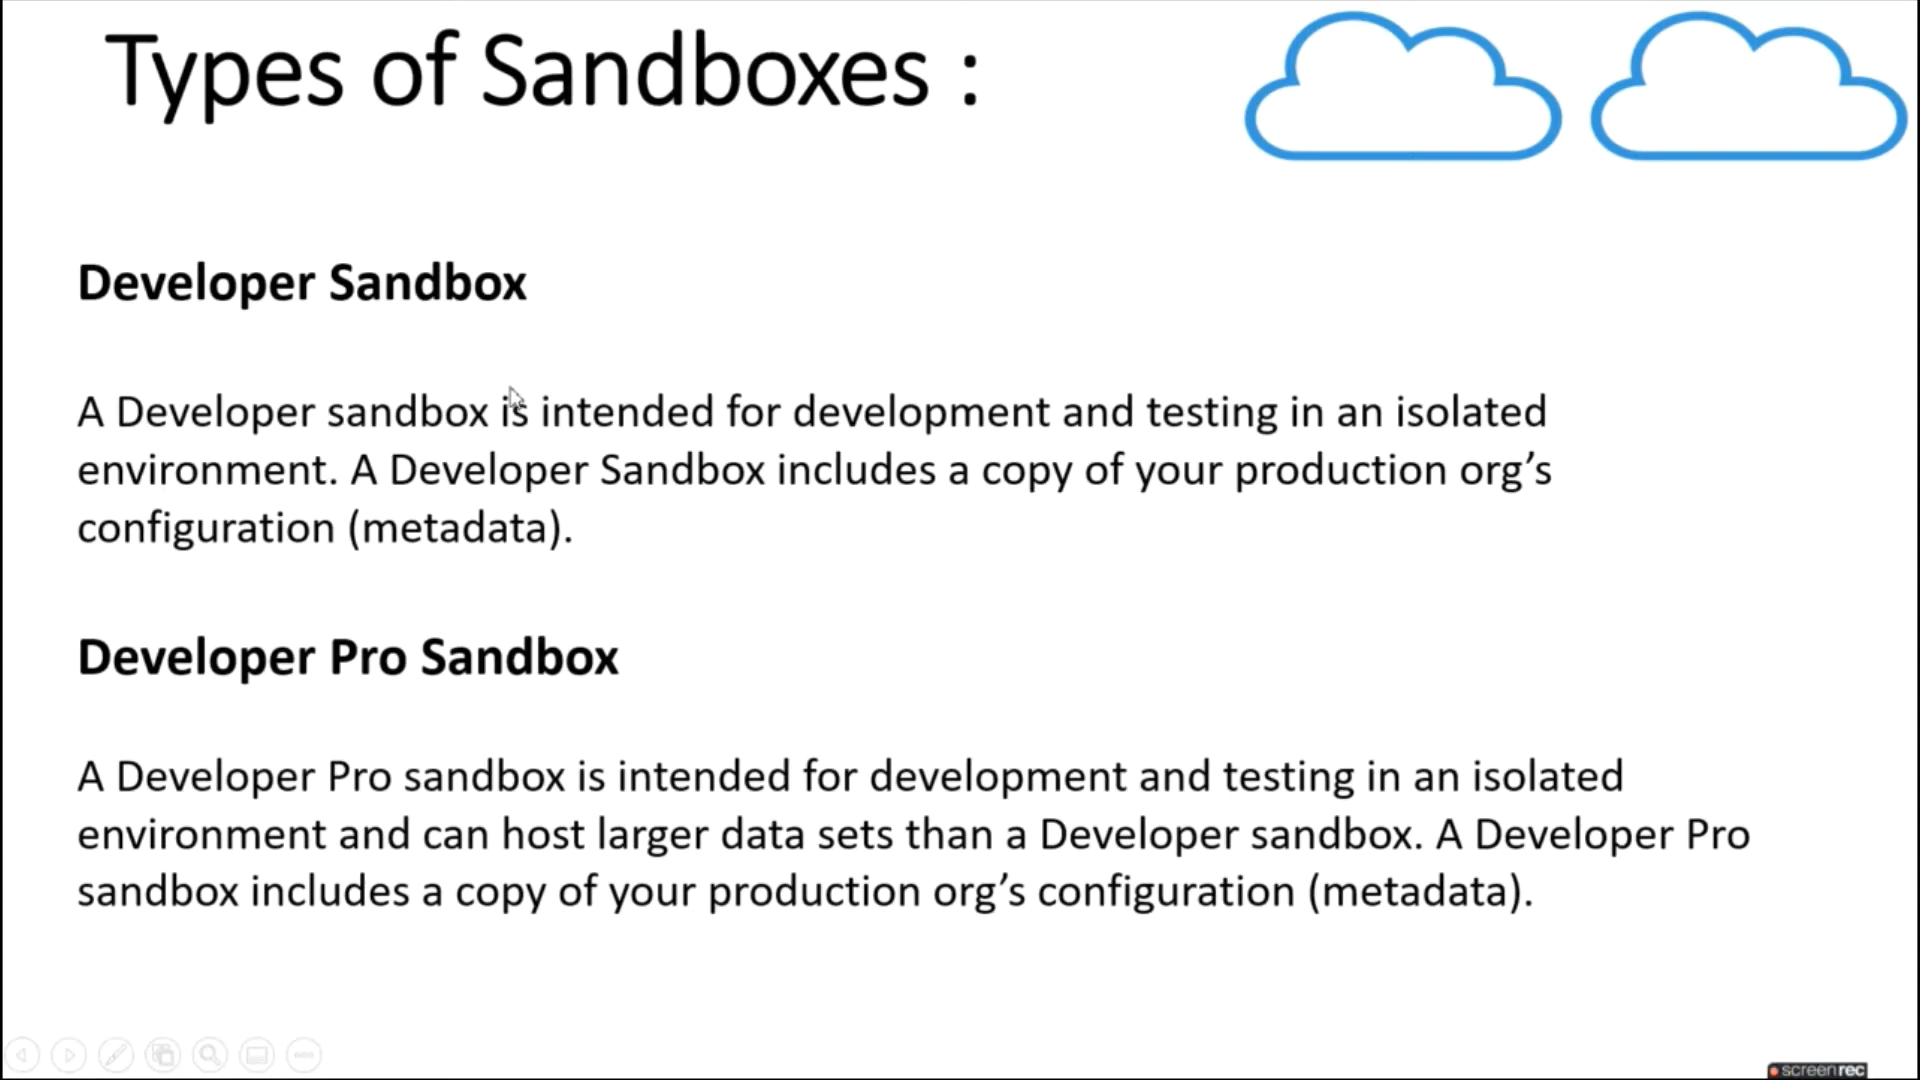 Types of Sandboxes :
Developer Sandbox
A Developer sandbox is intended for development and testing in an isolated
environment. A Developer Sandbox includes a copy of your production org’s
configuration (metadata).
Developer Pro Sandbox
A Developer Pro sandbox is intended for development and testing in an isolated
environment and can host larger data sets than a Developer sandbox. A Developer Pro
sandbox includes a copy of your production org’s configuration (metadata).
screenrec